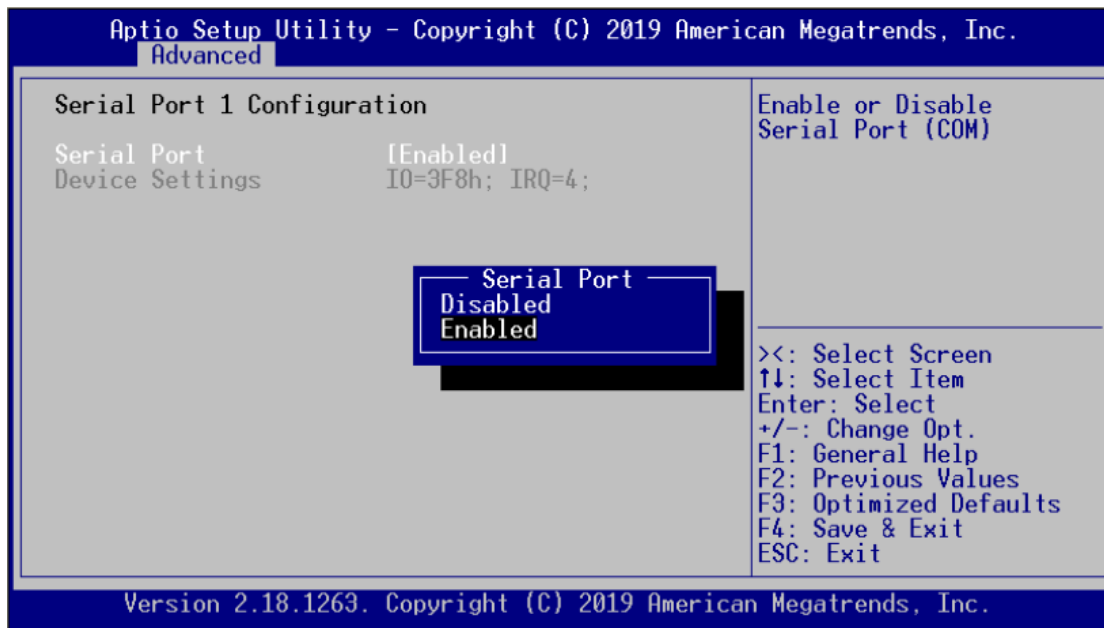 Aptio Setup Utility – Copyright (C) 2019 American Megatrends, Inc.
Advanced
Serial Port 1 Configuration
Serial Port [Enabled]
Device Settings IO=3F8h; IRQ=4;
Serial Port
Disabled
Enabled
Enable or Disable
Serial Port (COM)
><: Select Screen
↑↓: Select Item
Enter: Select
+/-: Change Opt.
F1: General Help
F2: Previous Values
F3: Optimized Defaults
F4: Save & Exit
ESC: Exit
Version 2.18.1263. Copyright (C) 2019 American Megatrends, Inc.